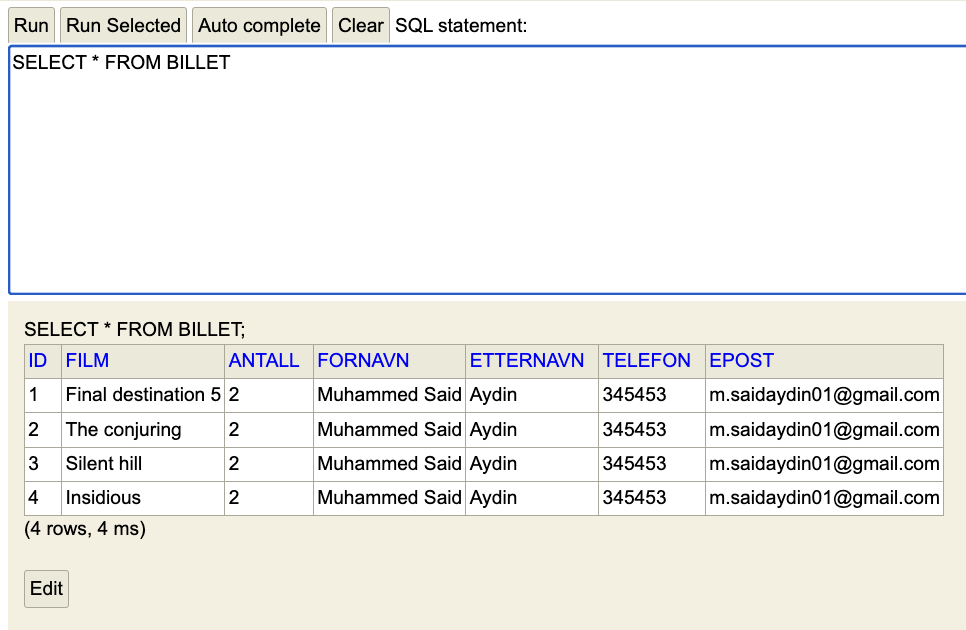 Run Run Selected Auto complete Clear SQL statement:
SELECT * FROM BILLET
SELECT * FROM BILLET;
ID FILM ANTALL FORNAVN ETTERNAVN TELEFON EPOST
1 Final destination 5 2 Muhammed Said Aydin 345453 m.saidaydin01@gmail.com
2 The conjuring 2 Muhammed Said Aydin 345453 m.saidaydin01@gmail.com
3 Silent hill 2 Muhammed Said Aydin 345453 m.saidaydin01@gmail.com
4 Insidious 2 Muhammed Said Aydin 345453 m.saidaydin01@gmail.com
(4 rows, 4 ms)
Edit